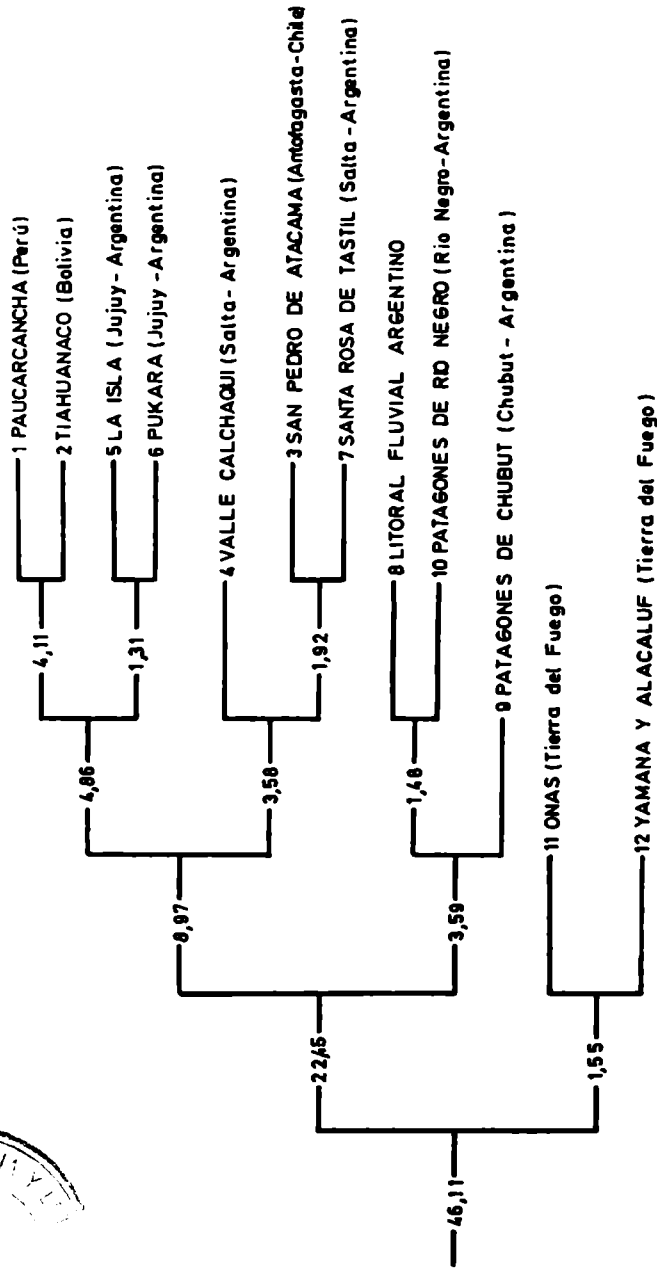 1 PAUCARCANCHA (Perú)
2 TIAHUANACO (Bolivia)
5 LA ISLA (Jujuy - Argentina)
6 PUKARA (Jujuy - Argentina)
4 VALLE CALCHAQUI (Salta - Argentina)
3 SAN PEDRO DE ATACAMA (Antofagasta - Chile)
7 SANTA ROSA DE TASTIL (Salta - Argentina)
8 LITORAL FLUVIAL ARGENTINO
10 PATAGONES DE RIO NEGRO (Rio Negro - Argentina)
9 PATAGONES DE CHUBUT (Chubut - Argentina)
11 ONAS (Tierra del Fuego)
12 YAMANA Y ALACALUF (Tierra del Fuego)
4,11
1,31
4,86
1,92
3,58
8,97
1,48
3,59
22,45
1,55
46,11